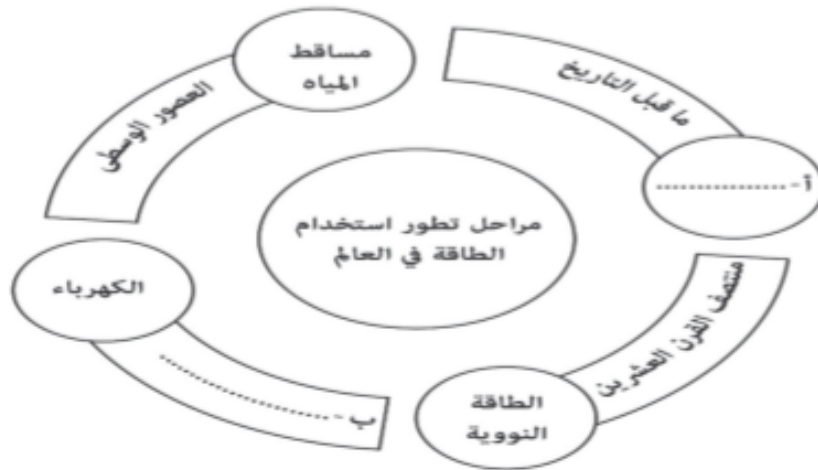 ما قبل التاريخ
أ- ..................
منتصف القرن العشرين
الطاقة
النووية
ب - ........................
الكهرباء
العصور الوسطى
مساقط
المياه
مراحل تطور استخدام
الطاقة في العالم